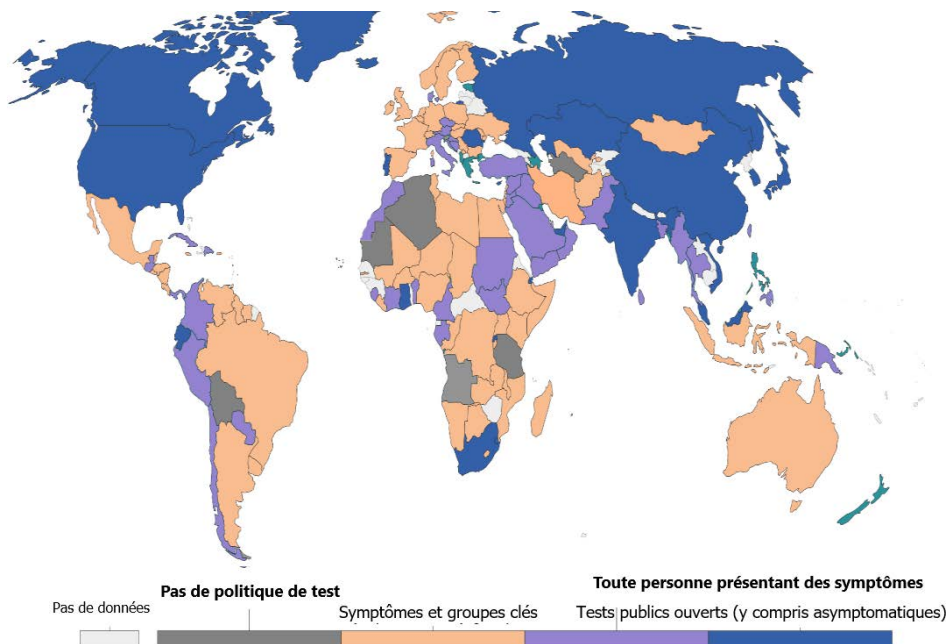 Pas de politique de test
Toute personne présentant des symptômes
Pas de données
Symptômes et groupes clés
Tests publics ouverts (y compris asymptomatiques)